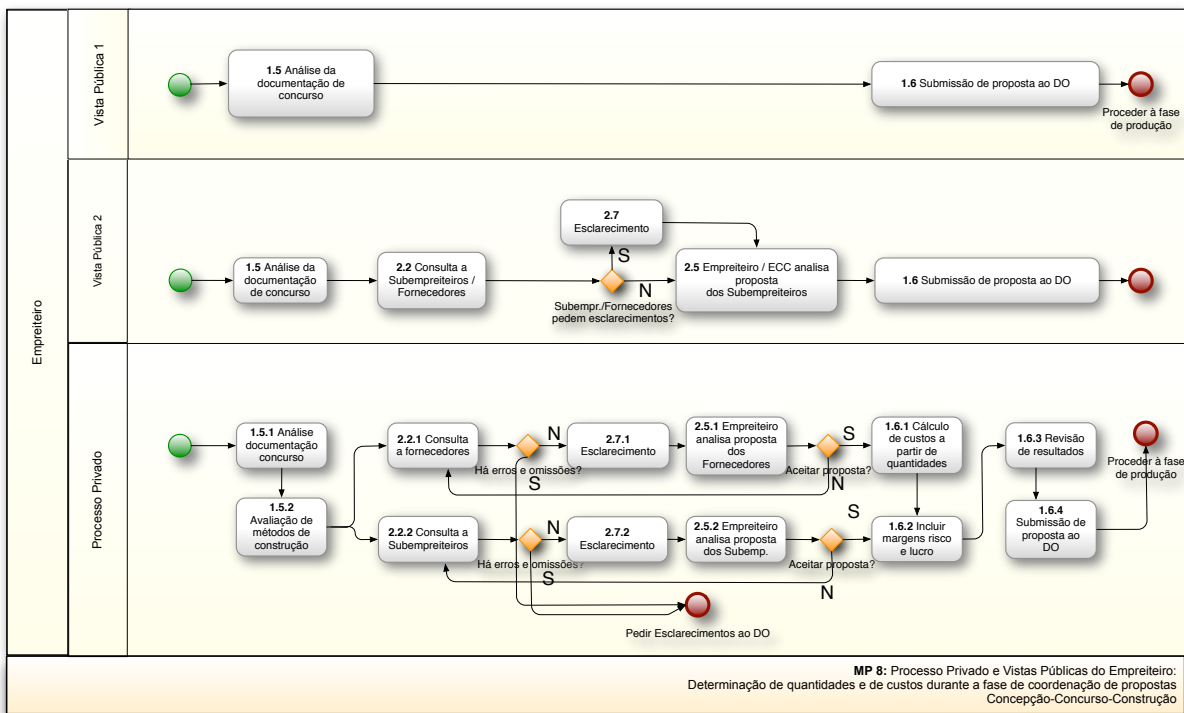 Empreiteiro
Vista Pública 1
1.5 Análise da
documentação de
concurso
1.6 Submissão de proposta ao DO
Proceder à fase
de produção
Vista Pública 2
1.5 Análise da
documentação
de concurso
2.2 Consulta a
Subempreiteiros /
Fornecedores
2.7
Esclarecimento
S
N
Subempr./Fornecedores
pedem esclarecimentos?
2.5 Empreiteiro / ECC analisa
proposta
dos Subempreiteiros
1.6 Submissão de proposta ao DO
Processo Privado
1.5.1 Análise
documentação
concurso
1.5.2
Avaliação de
métodos de
construção
2.2.1 Consulta
a fornecedores
N
Há erros e omissões?
S
2.7.1
Esclarecimento
2.5.1 Empreiteiro
analisa proposta
dos
Fornecedores
S
Aceitar proposta?
N
1.6.1 Cálculo
de custos a
partir de
quantidades
1.6.3 Revisão
de resultados
Proceder à fase
de produção
2.2.2 Consulta a
Subempreiteiros
N
Há erros e omissões?
S
2.7.2
Esclarecimento
2.5.2 Empreiteiro
analisa proposta
dos Subemp.
S
Aceitar proposta?
N
1.6.2 Incluir
margens risco
e lucro
1.6.4
Submissão de
proposta ao
DO
Pedir Esclarecimentos ao DO
MP 8: Processo Privado e Vistas Públicas do Empreiteiro:
Determinação de quantidades e de custos durante a fase de coordenação de propostas
Concepção-Concurso-Construção